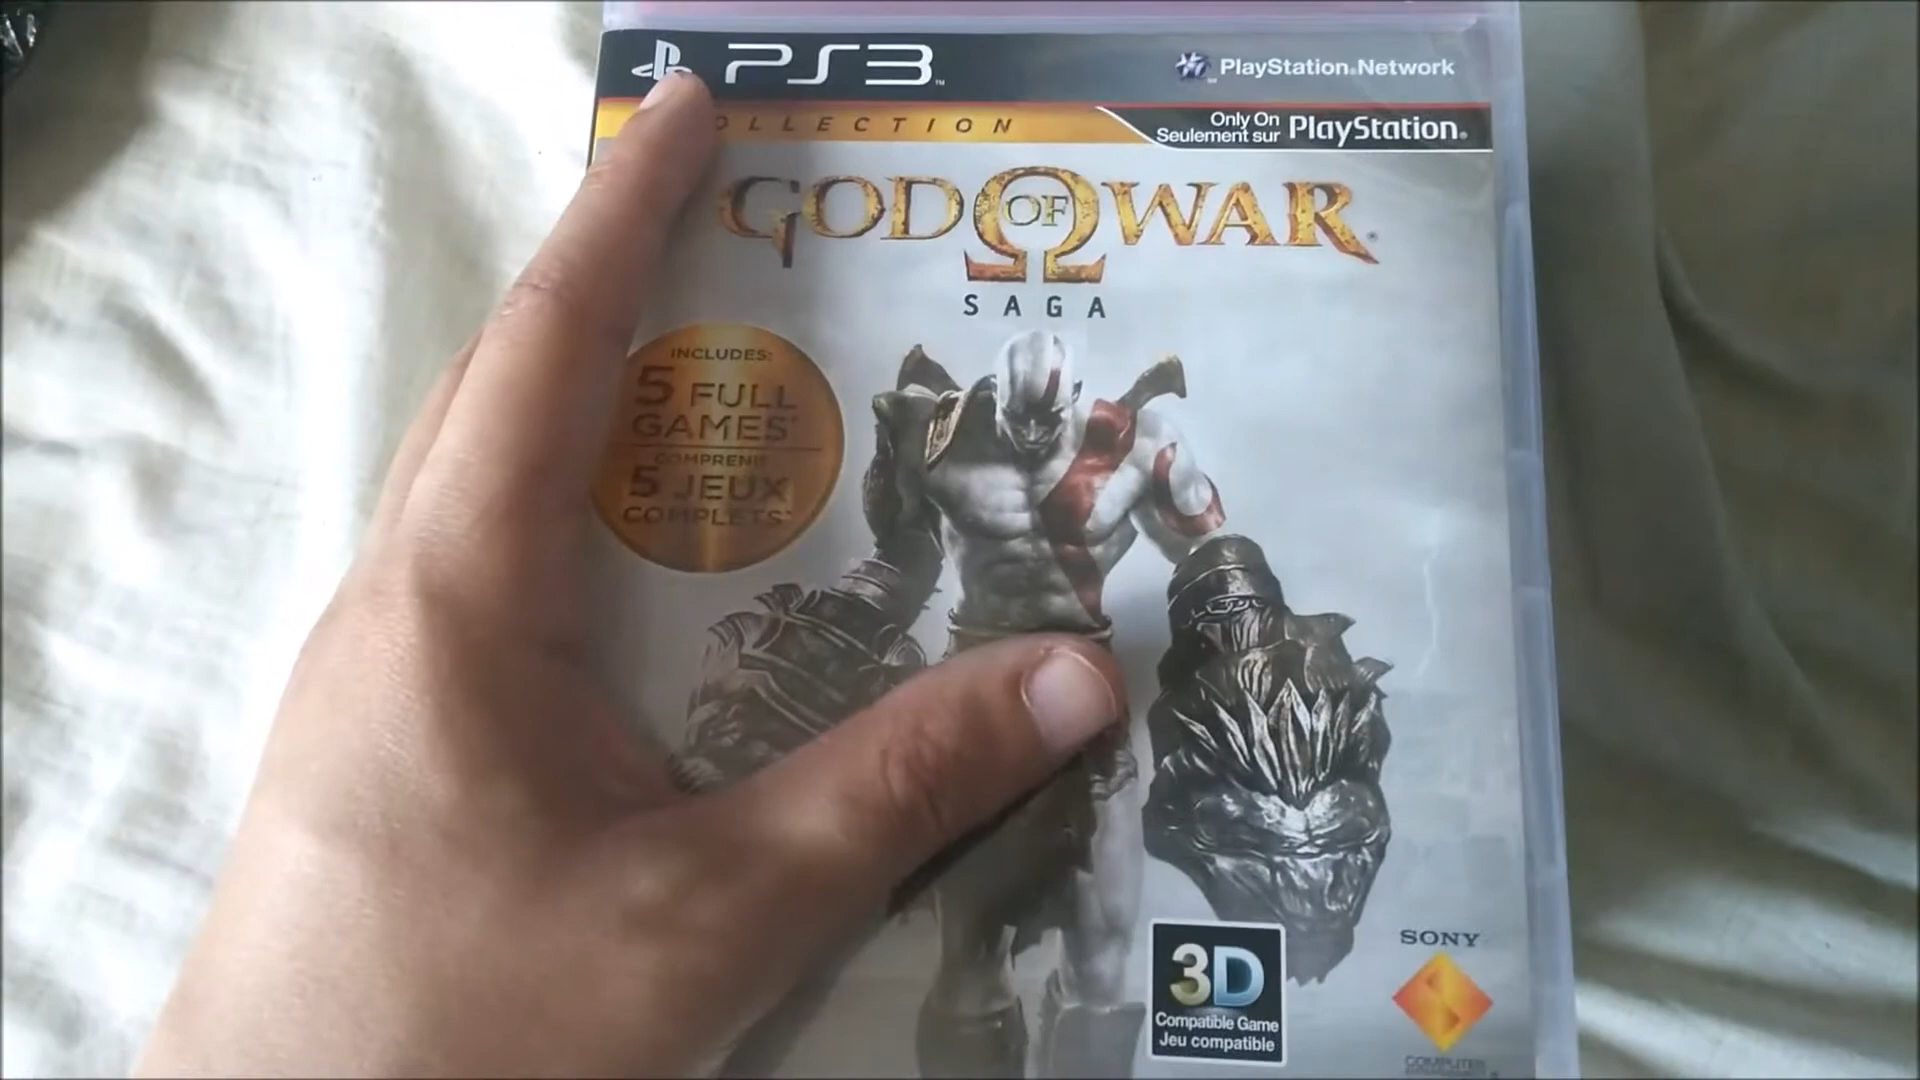 PS3
PlayStation®Network
OLLECTION
Only On
Seulement sur
PlayStation®
GOD OF WAR®
SAGA
INCLUDES:
5 FULL
GAMES*
COMPREND
5 JEUX
COMPLETS*
3D
Compatible Game
Jeu compatible
SONY
COMPUTER